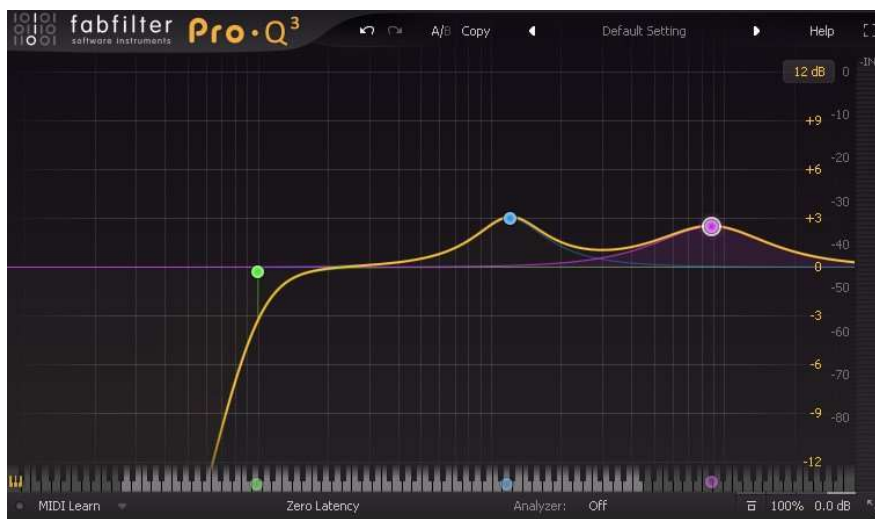 fabfilter
software instruments
Pro·Q³
A/B Copy Default Setting Help
-IN
12 dB 0
+9 -10
+6 -20
-30
+3
-40
0
-50
-3
-60
-6
-70
-9 -80
-12
MIDI Learn Zero Latency Analyzer: Off 100% 0.0 dB